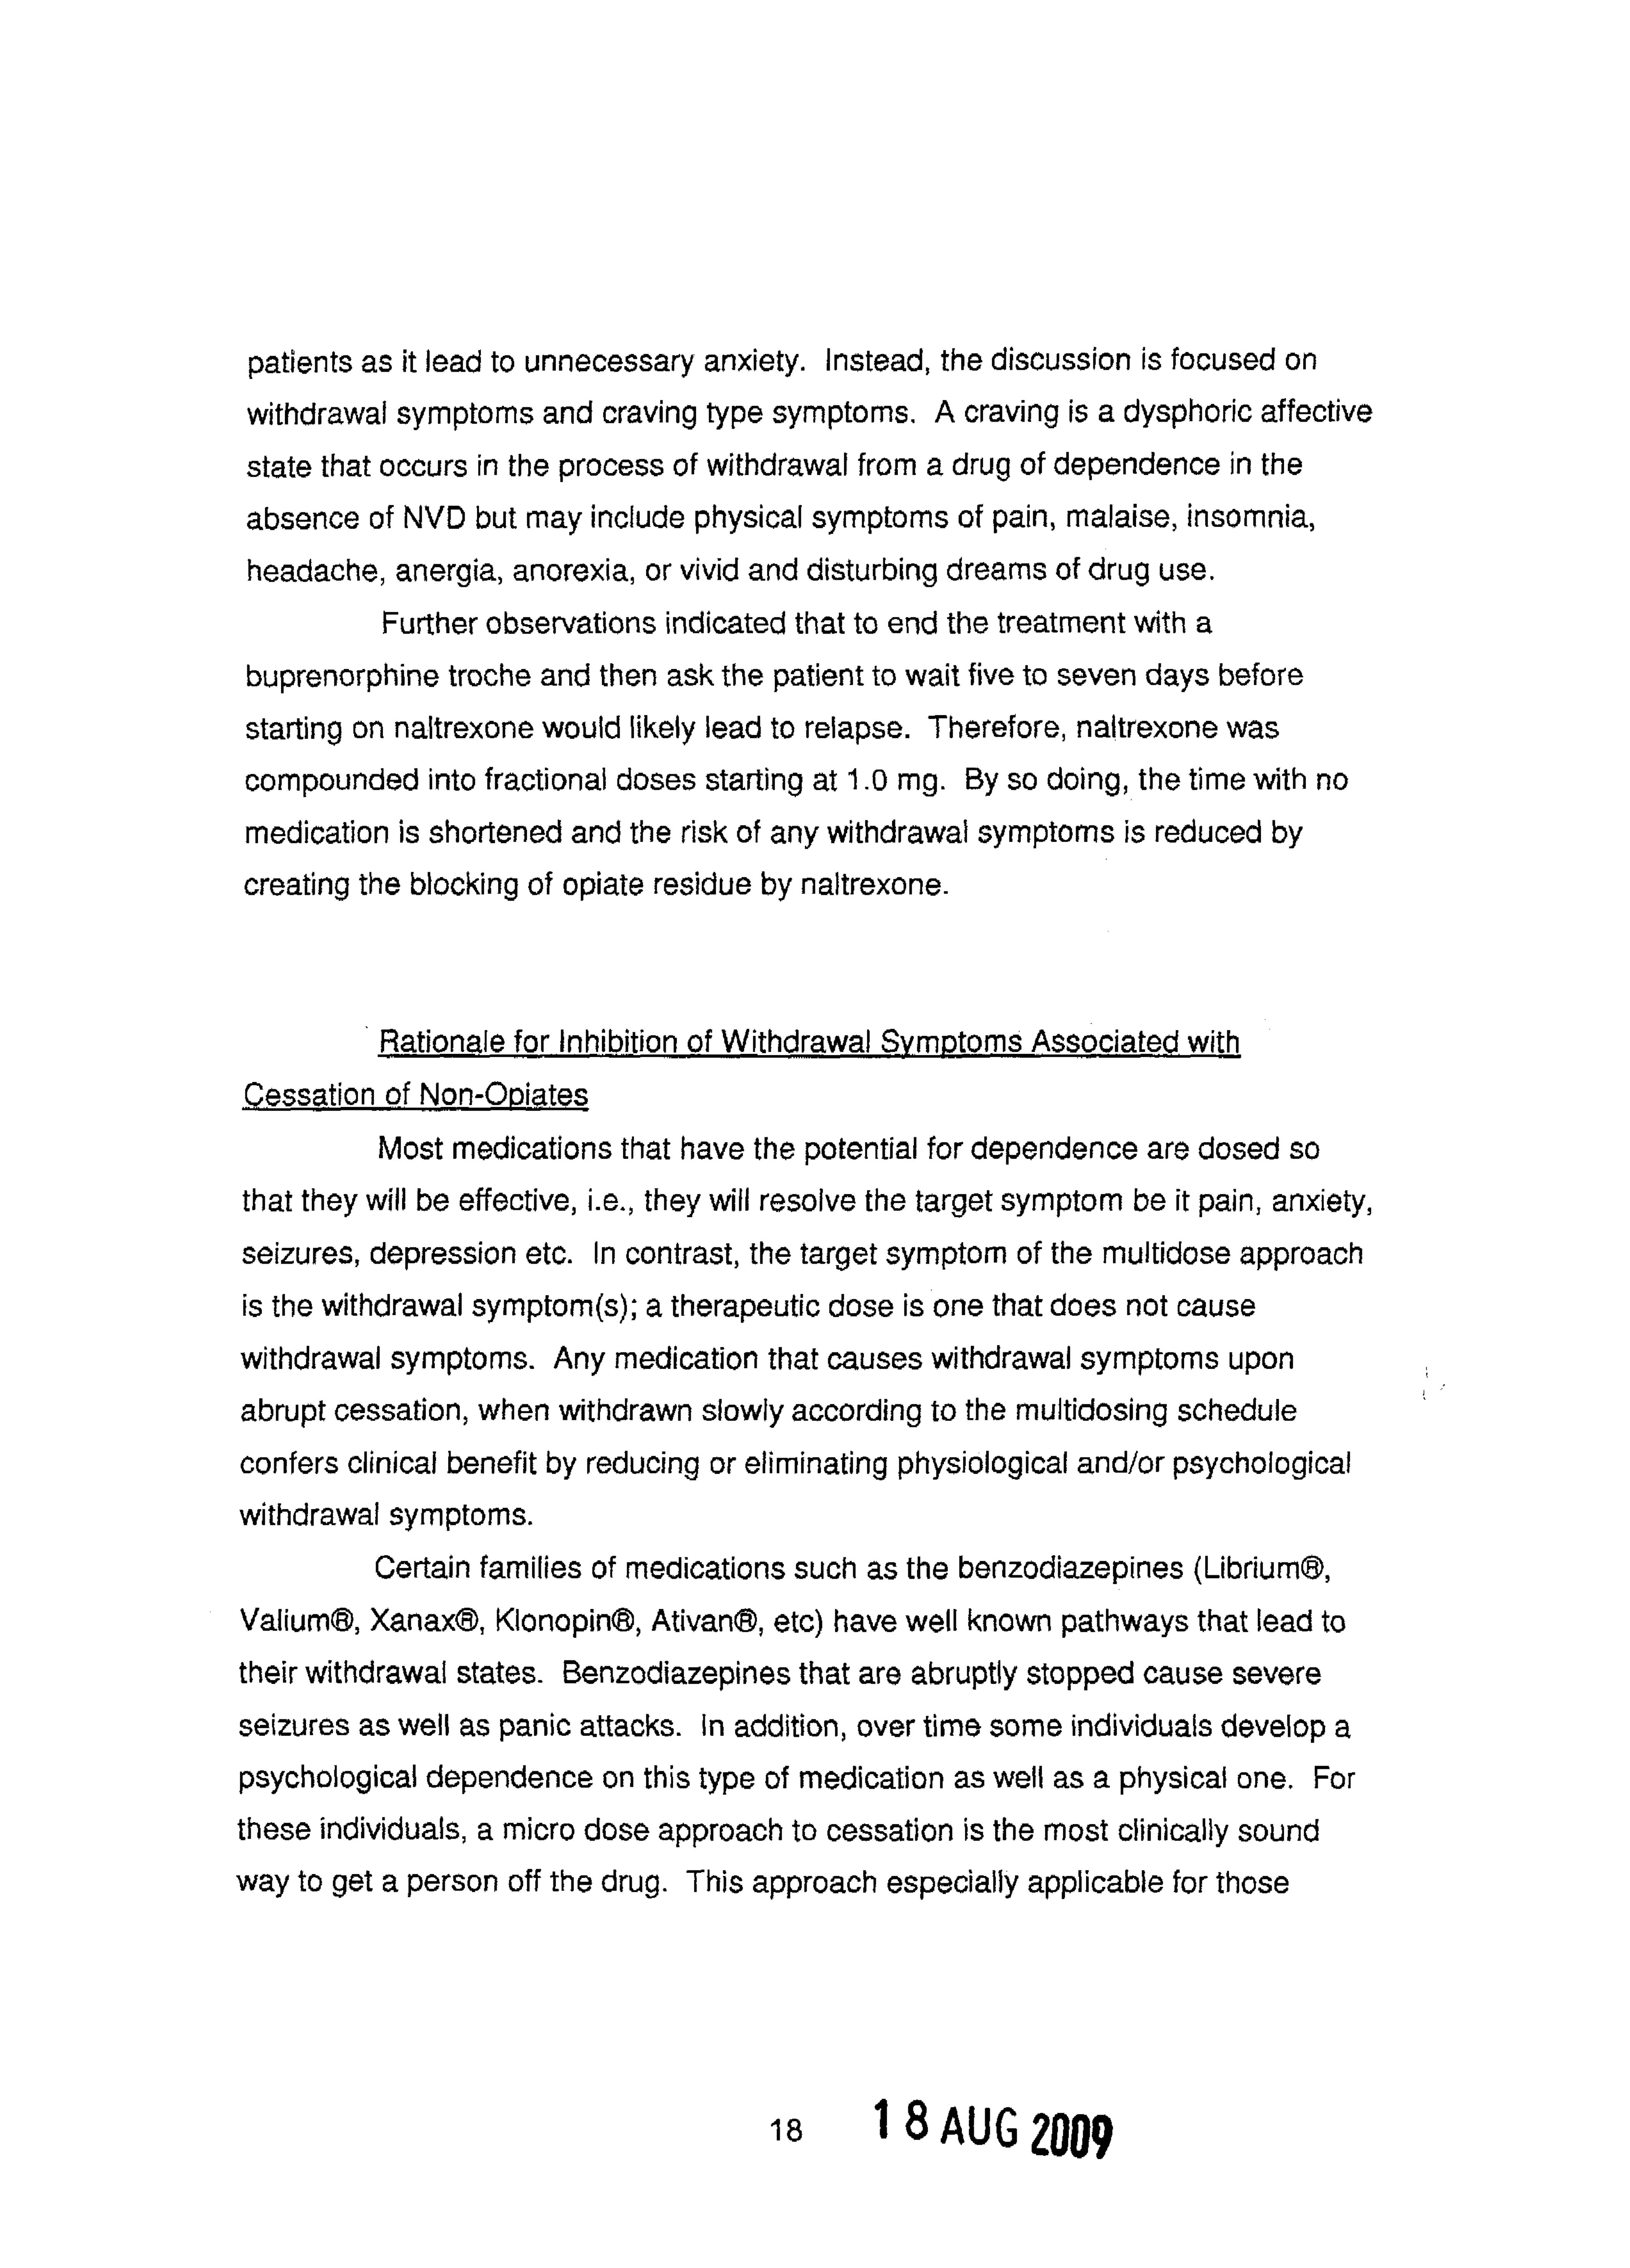 patients as it lead to unnecessary anxiety. Instead, the discussion is focused on
withdrawal symptoms and craving type symptoms. A craving is a dysphoric affective
state that occurs in the process of withdrawal from a drug of dependence in the
absence of NVD but may include physical symptoms of pain, malaise, insomnia,
headache, anergia, anorexia, or vivid and disturbing dreams of drug use.
Further observations indicated that to end the treatment with a
buprenorphine troche and then ask the patient to wait five to seven days before
starting on naltrexone would likely lead to relapse. Therefore, naltrexone was
compounded into fractional doses starting at 1.0 mg. By so doing, the time with no
medication is shortened and the risk of any withdrawal symptoms is reduced by
creating the blocking of opiate residue by naltrexone.
Rationale for Inhibition of Withdrawal Symptoms Associated with
Cessation of Non-Opiates
Most medications that have the potential for dependence are dosed so
that they will be effective, i.e., they will resolve the target symptom be it pain, anxiety,
seizures, depression etc. In contrast, the target symptom of the multidose approach
is the withdrawal symptom(s); a therapeutic dose is one that does not cause
withdrawal symptoms. Any medication that causes withdrawal symptoms upon
abrupt cessation, when withdrawn slowly according to the multidosing schedule
confers clinical benefit by reducing or eliminating physiological and/or psychological
withdrawal symptoms.
Certain families of medications such as the benzodiazepines (Librium®,
Valium®, Xanax®, Klonopin®, Ativan®, etc) have well known pathways that lead to
their withdrawal states. Benzodiazepines that are abruptly stopped cause severe
seizures as well as panic attacks. In addition, over time some individuals develop a
psychological dependence on this type of medication as well as a physical one. For
these individuals, a micro dose approach to cessation is the most clinically sound
way to get a person off the drug. This approach especially applicable for those
18 18 AUG 2009